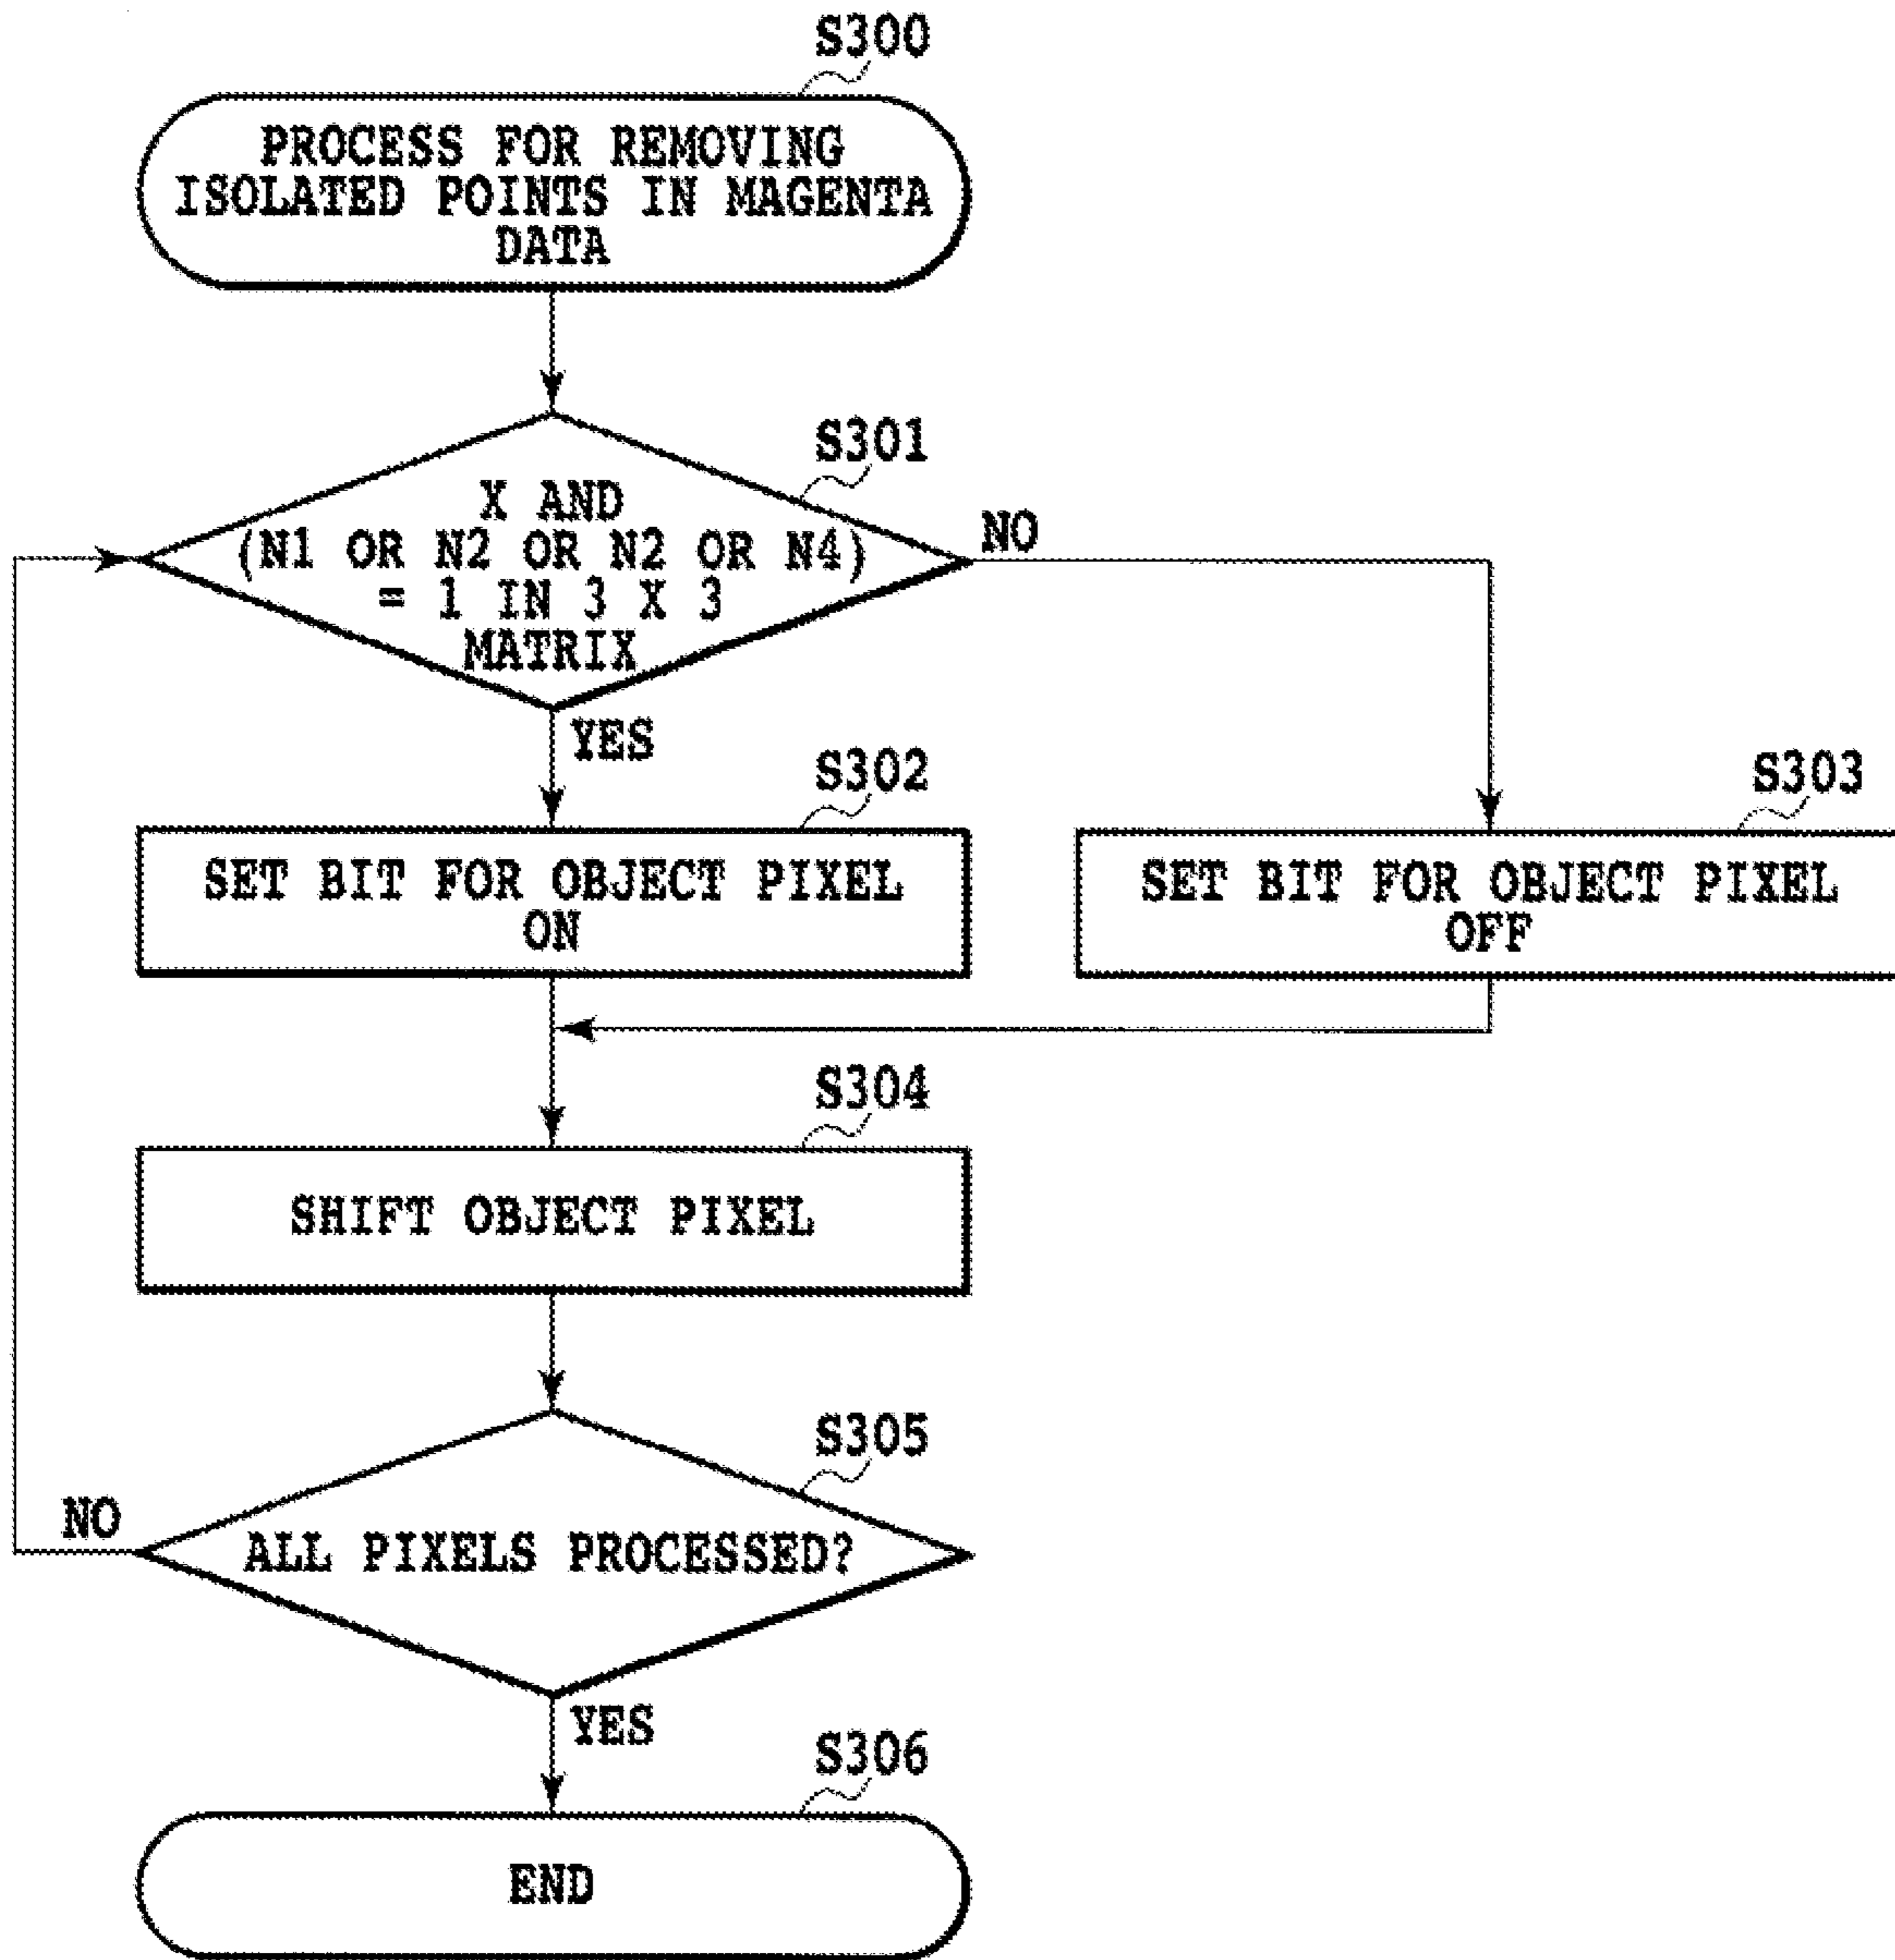 S300
PROCESS FOR REMOVING
ISOLATED POINTS IN MAGENTA
DATA
S301
X AND
(N1 OR N2 OR N2 OR N4)
= 1 IN 3 X 3
MATRIX
NO
YES
S302
SET BIT FOR OBJECT PIXEL
ON
S303
SET BIT FOR OBJECT PIXEL
OFF
S304
SHIFT OBJECT PIXEL
S305
ALL PIXELS PROCESSED?
NO
YES
S306
END